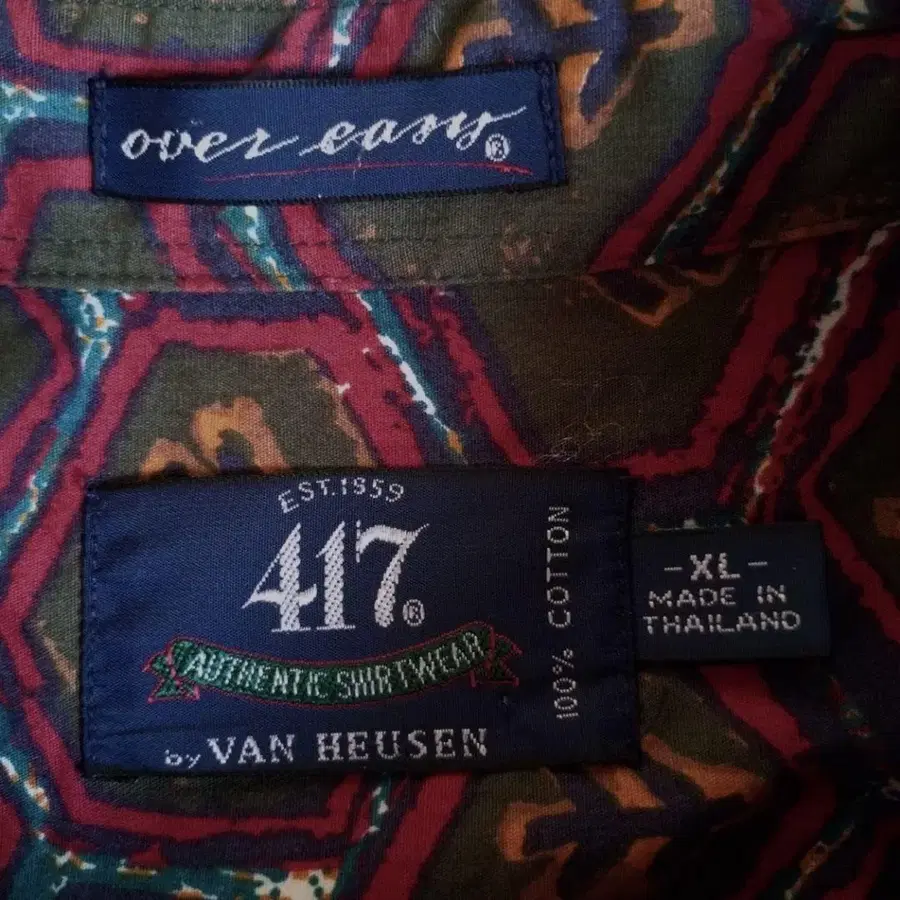 over easy®
EST. 1959
417®
AUTHENTIC SHIRTWEAR
by VAN HEUSEN
100% COTTON
-XL-
MADE IN
THAILAND